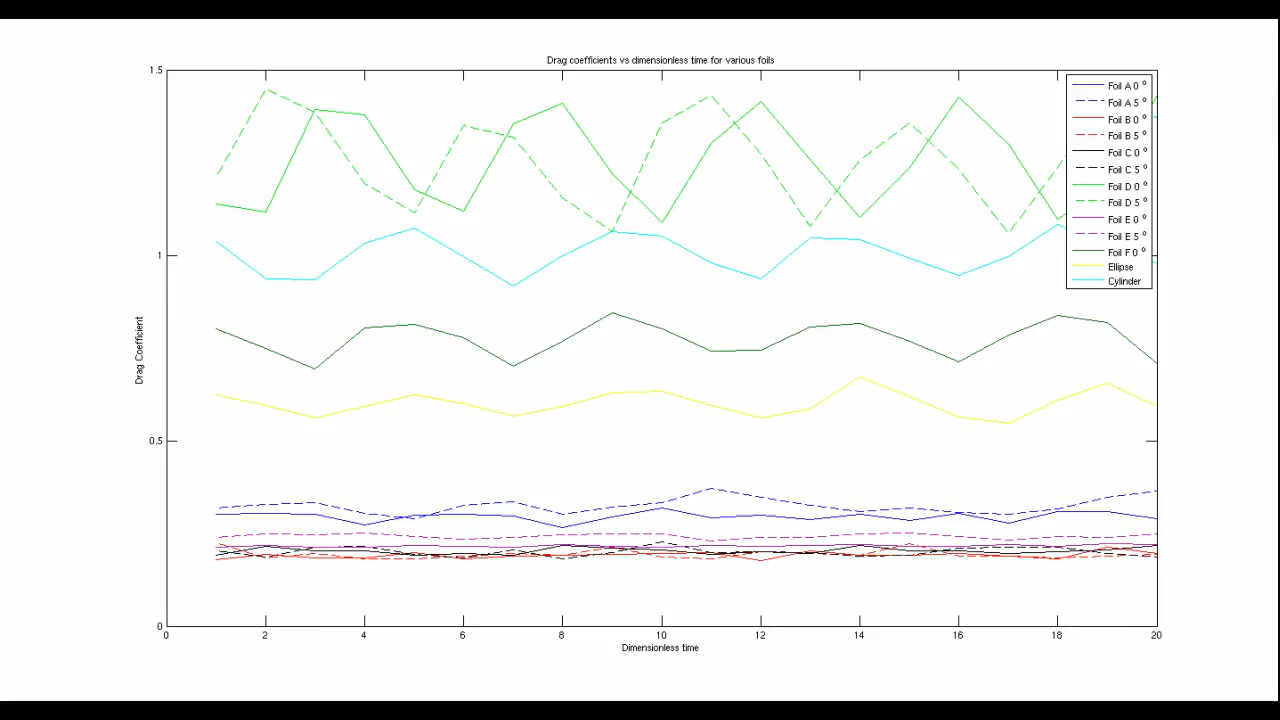 Drag coefficients vs dimensionless time for various foils
1.5
1
0.5
0
Drag Coefficient
0 2 4 6 8 10 12 14 16 18 20
Dimensionless time
Foil A 0 °
Foil A 5 °
Foil B 0 °
Foil B 5 °
Foil C 0 °
Foil C 5 °
Foil D 0 °
Foil D 5 °
Foil E 0 °
Foil E 5 °
Foil F 0 °
Ellipse
Cylinder